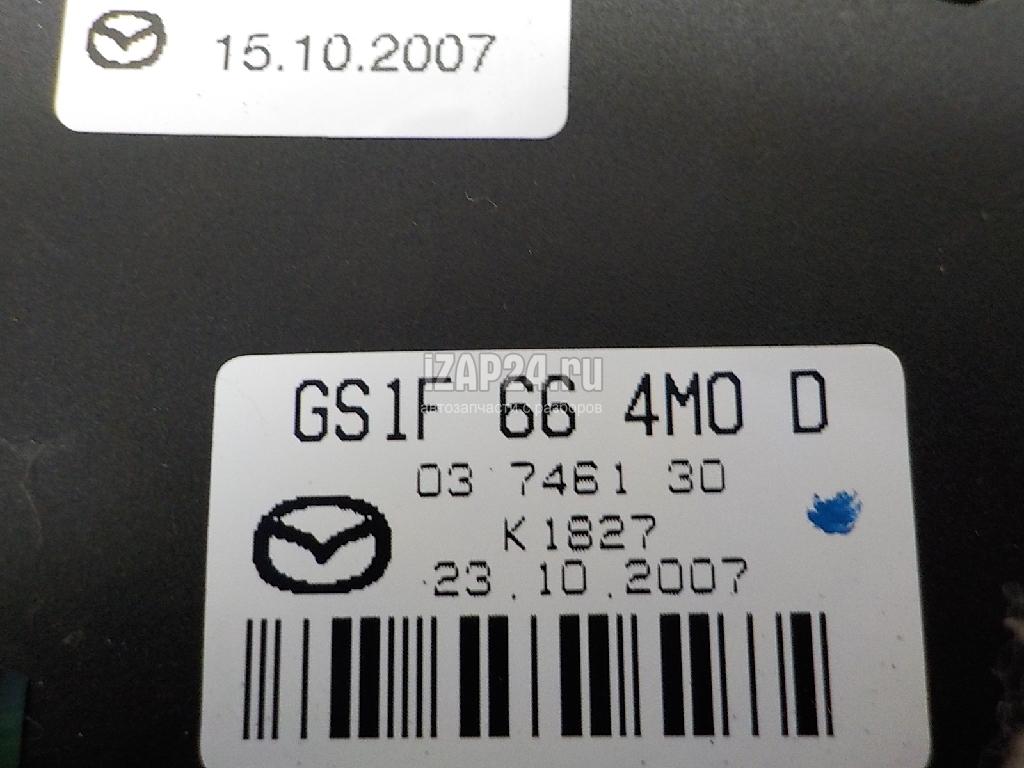 15.10.2007
iZAP24.ru
GS1F 66 4M0 D
автозапчасти с разборов
03 7461 30
K1827
23.10.2007